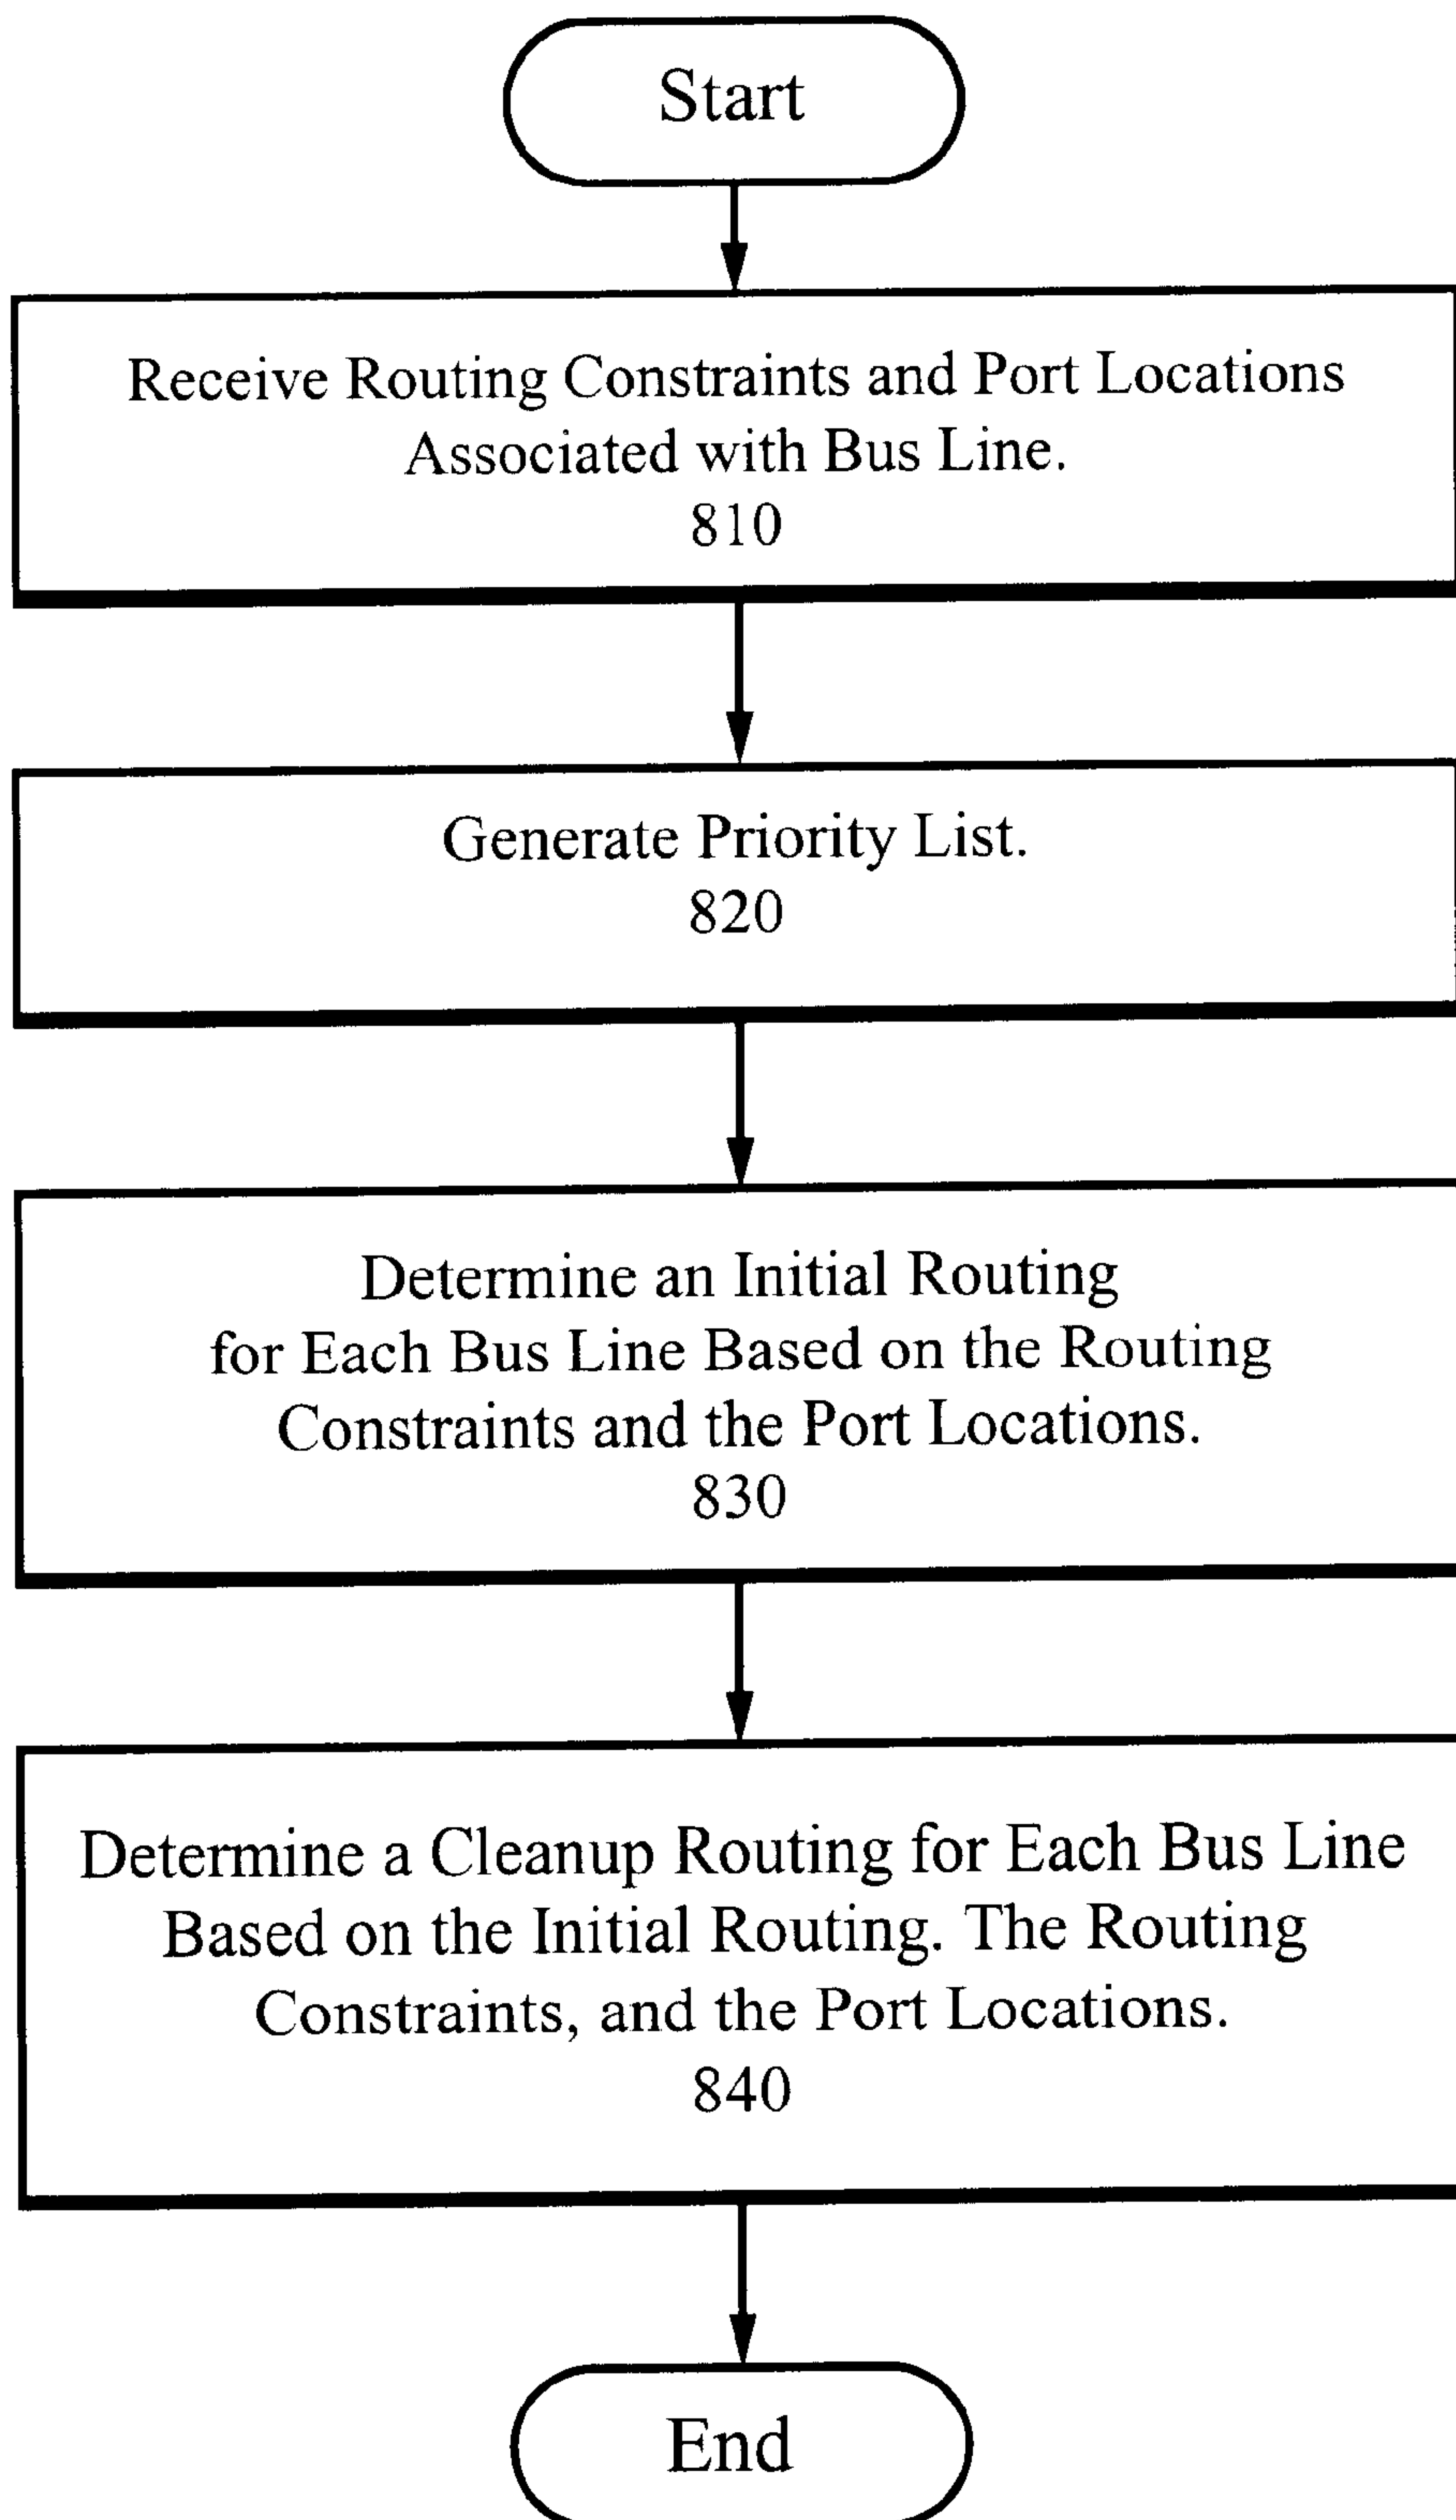 Start
Receive Routing Constraints and Port Locations
Associated with Bus Line.
810
Generate Priority List.
820
Determine an Initial Routing
for Each Bus Line Based on the Routing
Constraints and the Port Locations.
830
Determine a Cleanup Routing for Each Bus Line
Based on the Initial Routing. The Routing
Constraints, and the Port Locations.
840
End